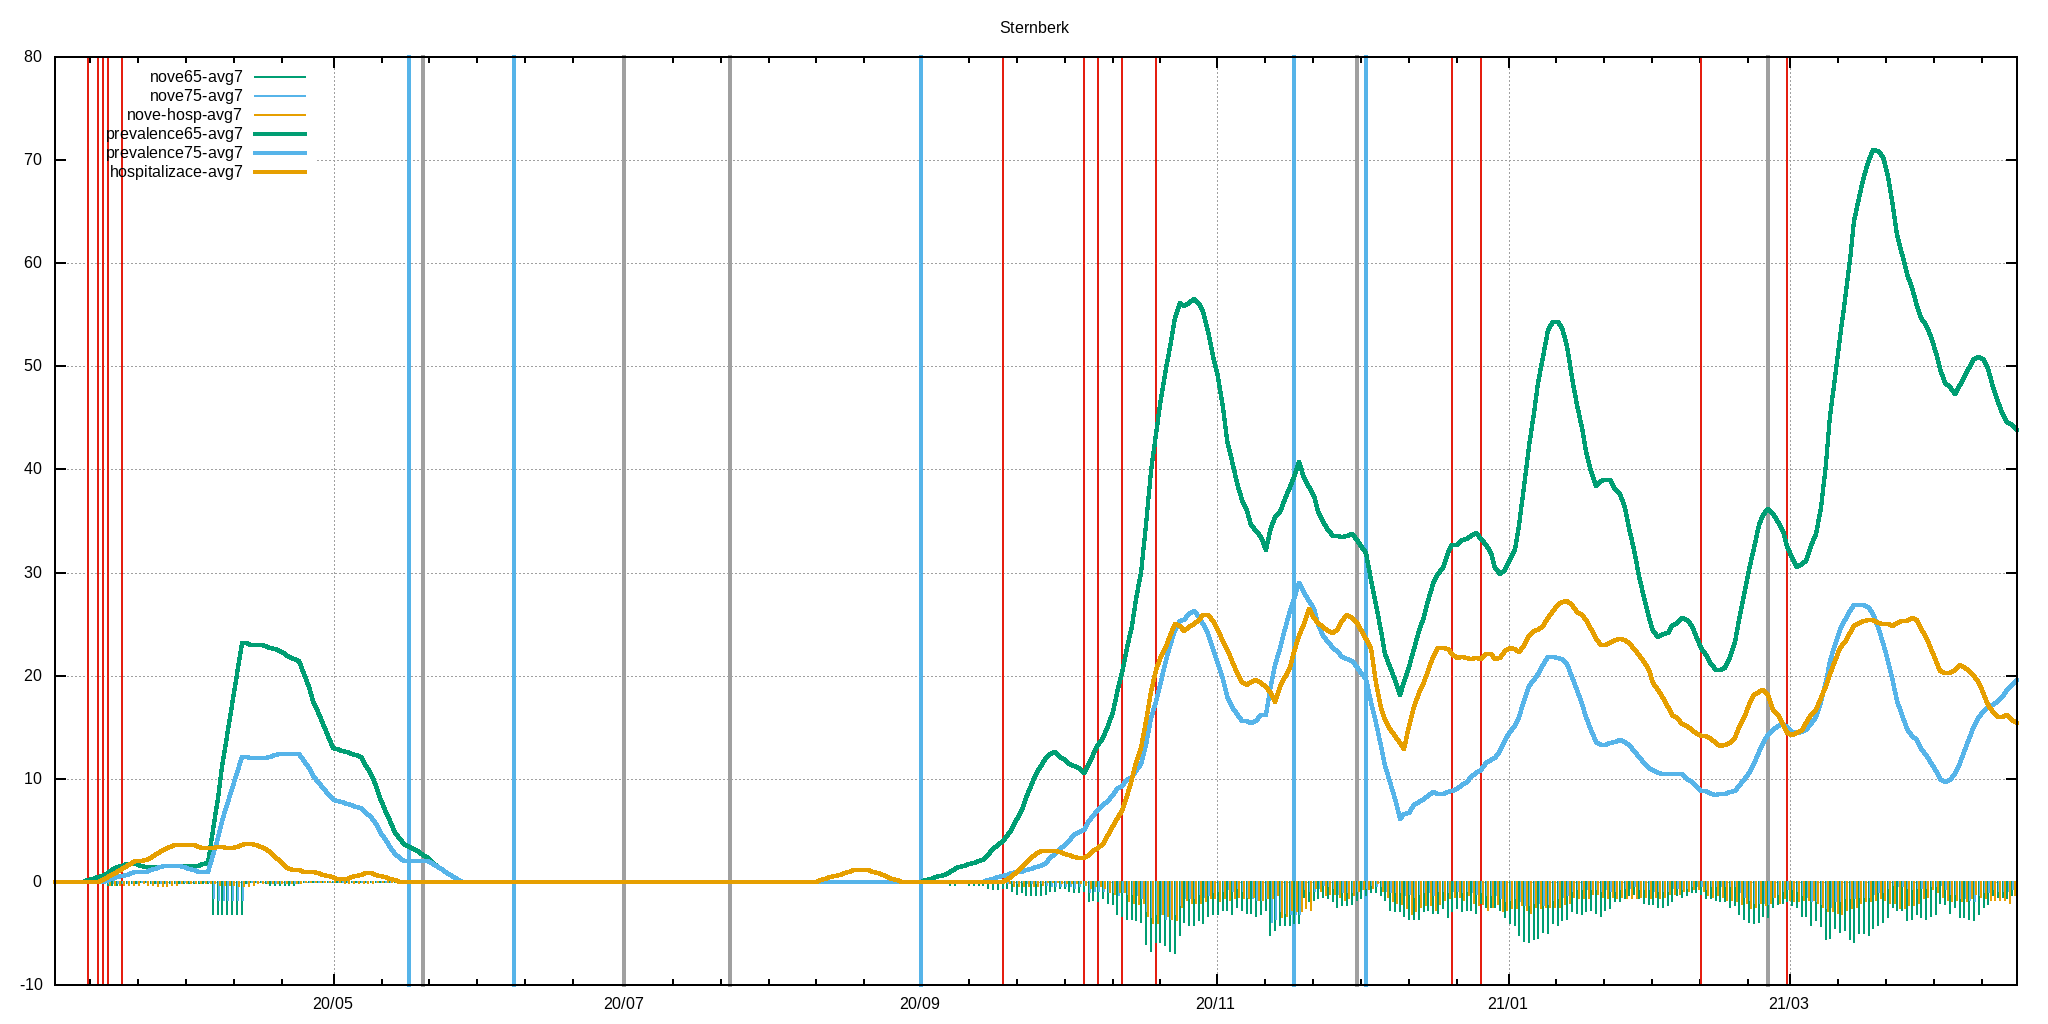 Sternberk
80
70
60
50
40
30
20
10
0
-10
nove65-avg7
nove75-avg7
nove-hosp-avg7
prevalence65-avg7
prevalence75-avg7
hospitalizace-avg7
20/05 20/07 20/09 20/11 21/01 21/03